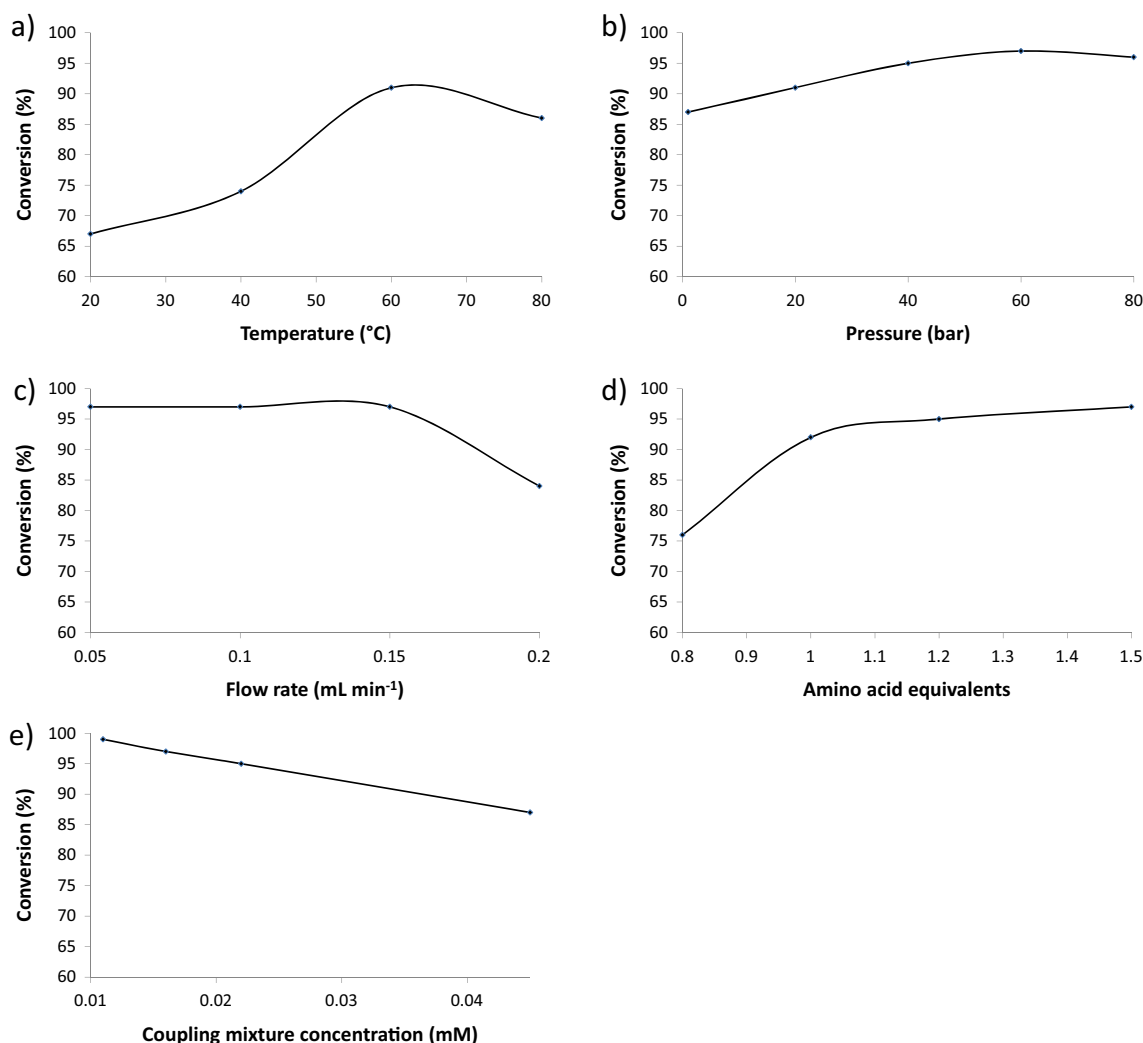 a)
100
95
90
85
80
75
70
65
60
Conversion (%)
20 30 40 50 60 70 80
Temperature (°C)
b)
100
95
90
85
80
75
70
65
60
Conversion (%)
0 20 40 60 80
Pressure (bar)
c)
100
95
90
85
80
75
70
65
60
Conversion (%)
0.05 0.1 0.15 0.2
Flow rate (mL min⁻¹)
d)
100
95
90
85
80
75
70
65
60
Conversion (%)
0.8 0.9 1 1.1 1.2 1.3 1.4 1.5
Amino acid equivalents
e)
100
95
90
85
80
75
70
65
60
Conversion (%)
0.01 0.02 0.03 0.04
Coupling mixture concentration (mM)